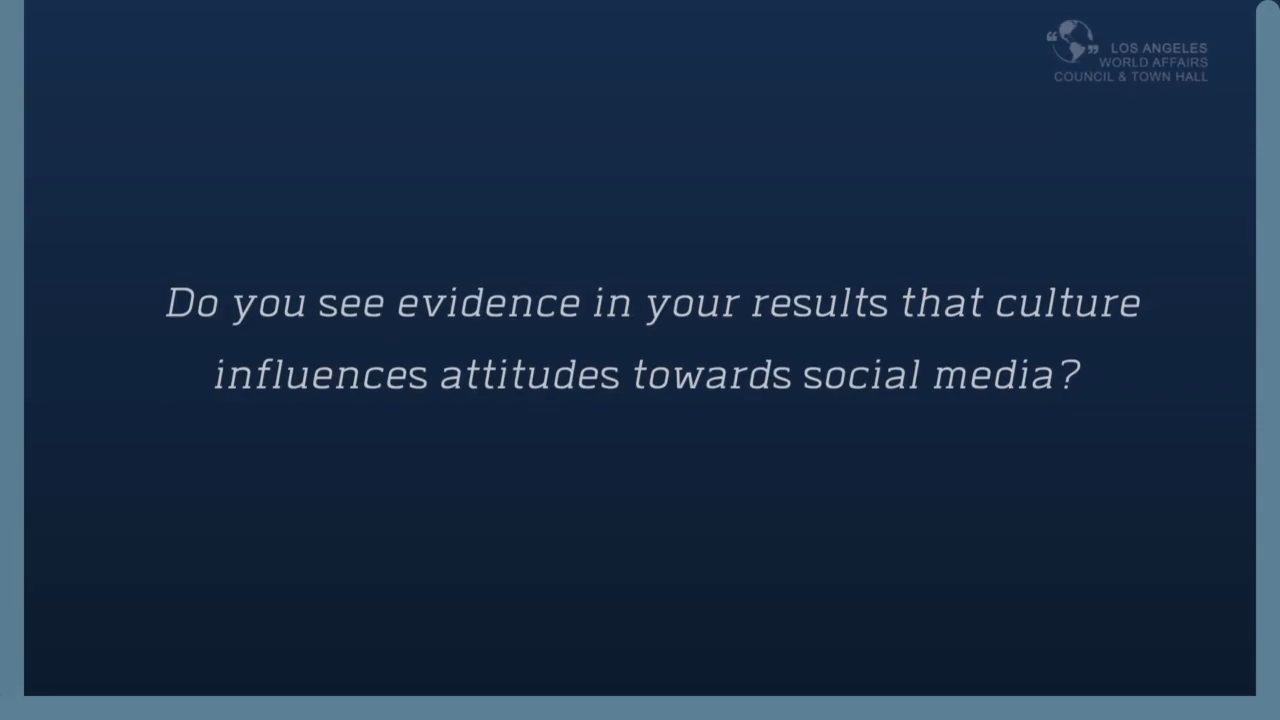 LOS ANGELES
WORLD AFFAIRS
COUNCIL & TOWN HALL
Do you see evidence in your results that culture
influences attitudes towards social media?